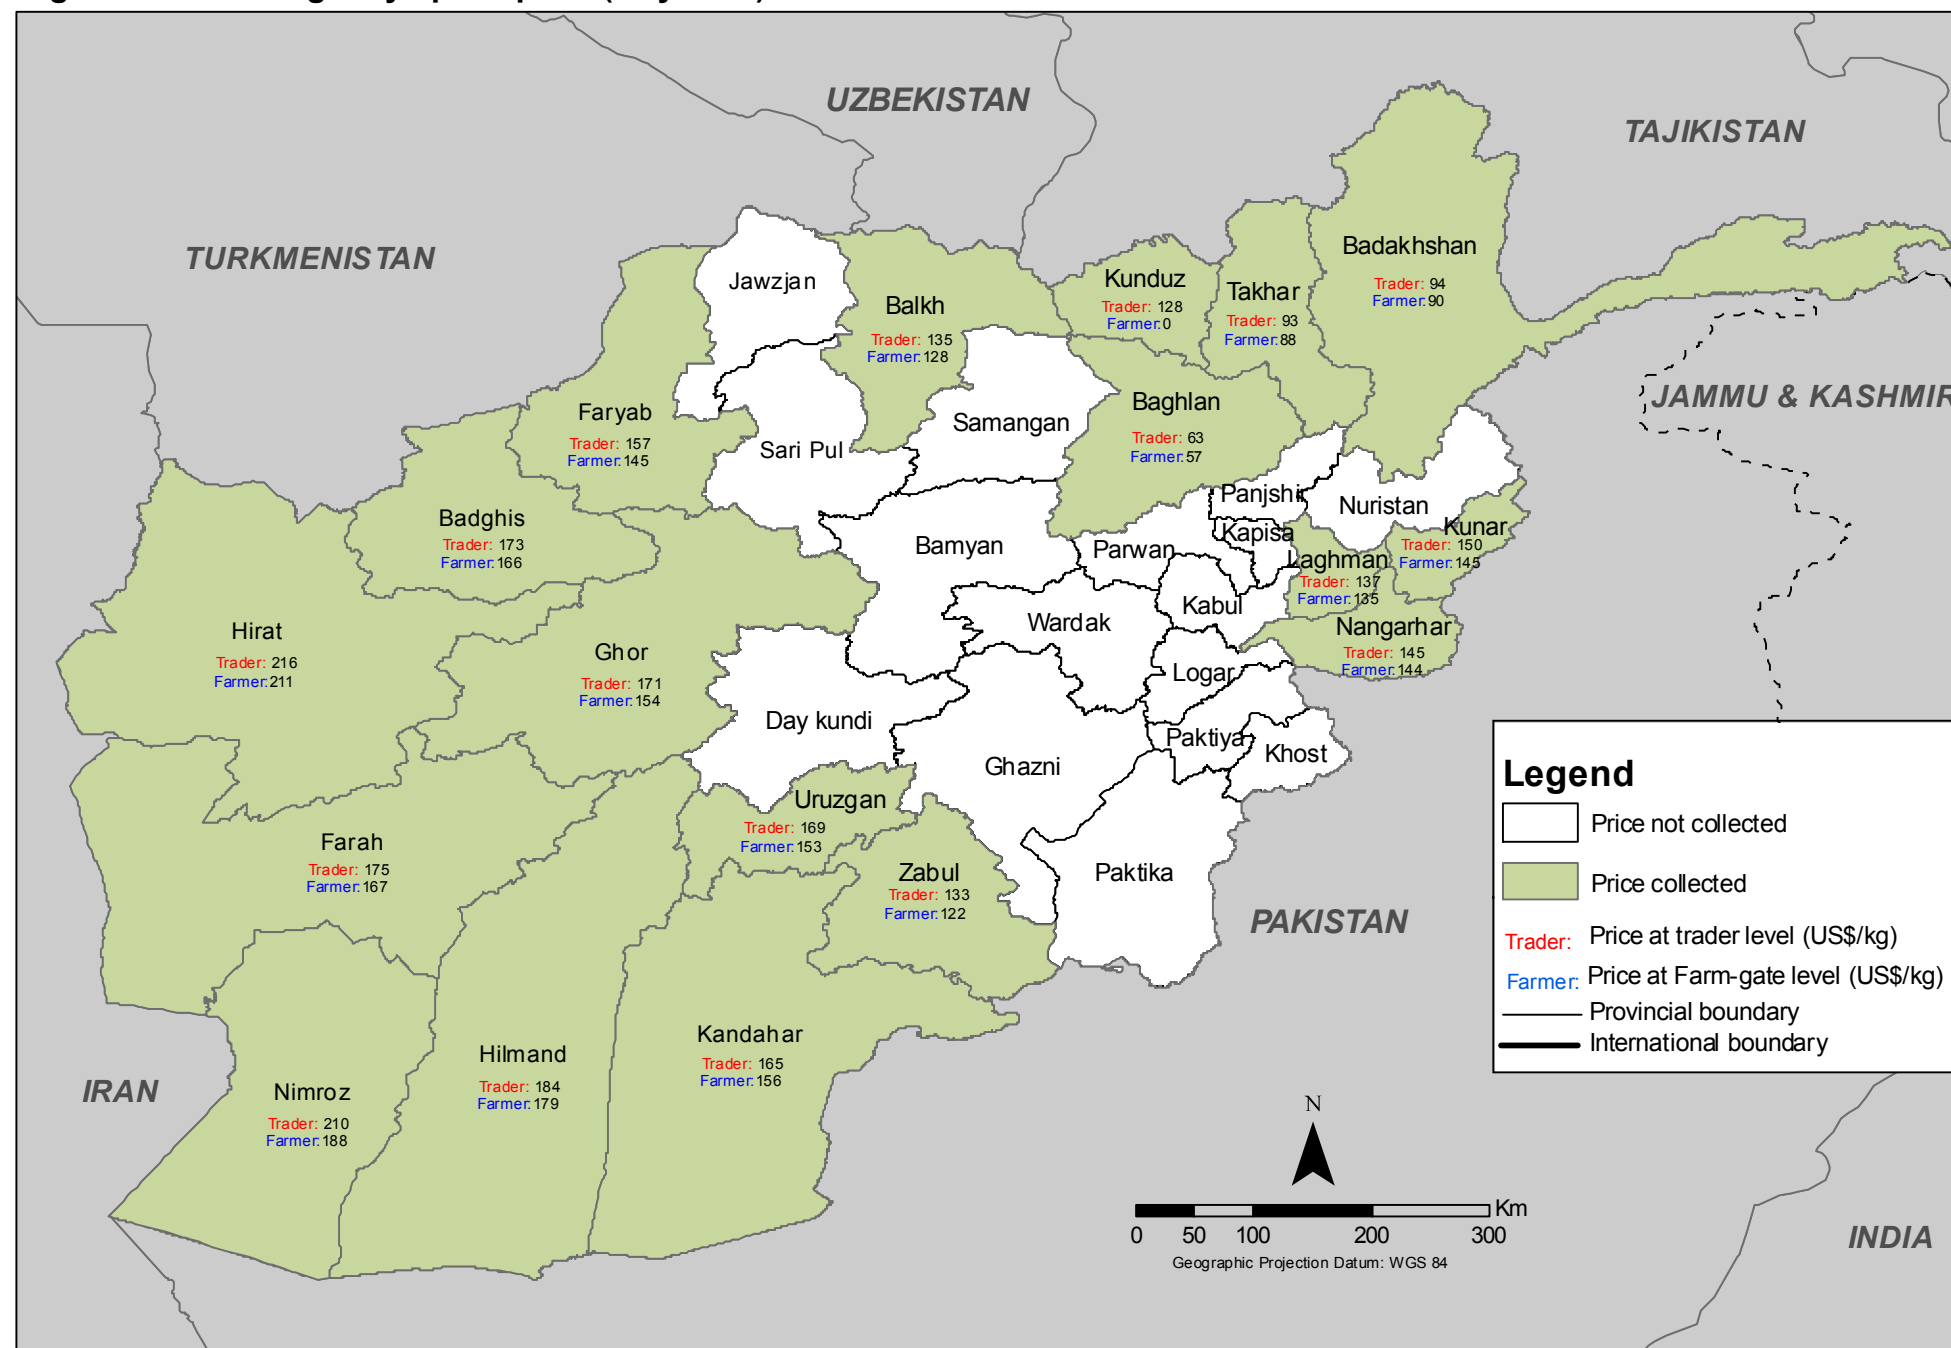 UZBEKISTAN
TAJIKISTAN
TURKMENISTAN
Jawzjan
Balkh
Trader: 135
Farmer:128
Kunduz
Trader: 128
Farmer:0
Takhar
Trader: 93
Farmer:88
Badakhshan
Trader: 94
Farmer:90
JAMMU & KASHMIR
Faryab
Trader: 157
Farmer:145
Sari Pul
Samangan
Baghlan
Trader: 63
Farmer:57
Badghis
Trader: 173
Farmer:166
Bamyan
Parwan
Panjshir
Kapisa
Nuristan
Kunar
Trader: 150
Farmer:145
Laghman
Trader: 137
Farmer:135
Hirat
Trader: 216
Farmer:211
Ghor
Trader: 171
Farmer:154
Wardak
Kabul
Nangarhar
Trader: 145
Farmer:144
Logar
Day kundi
Ghazni
Paktiya
Khost
Uruzgan
Trader: 169
Farmer:153
Farah
Trader: 175
Farmer:167
Zabul
Trader: 133
Farmer:122
Paktika
PAKISTAN
Kandahar
Trader: 165
Farmer:156
Hilmand
Trader: 184
Farmer:179
Nimroz
Trader: 210
Farmer:188
IRAN
INDIA
Legend
Price not collected
Price collected
Trader: Price at trader level (US$/kg)
Farmer: Price at Farm-gate level (US$/kg)
Provincial boundary
International boundary
N
Km
0 50 100 200 300
Geographic Projection Datum: WGS 84